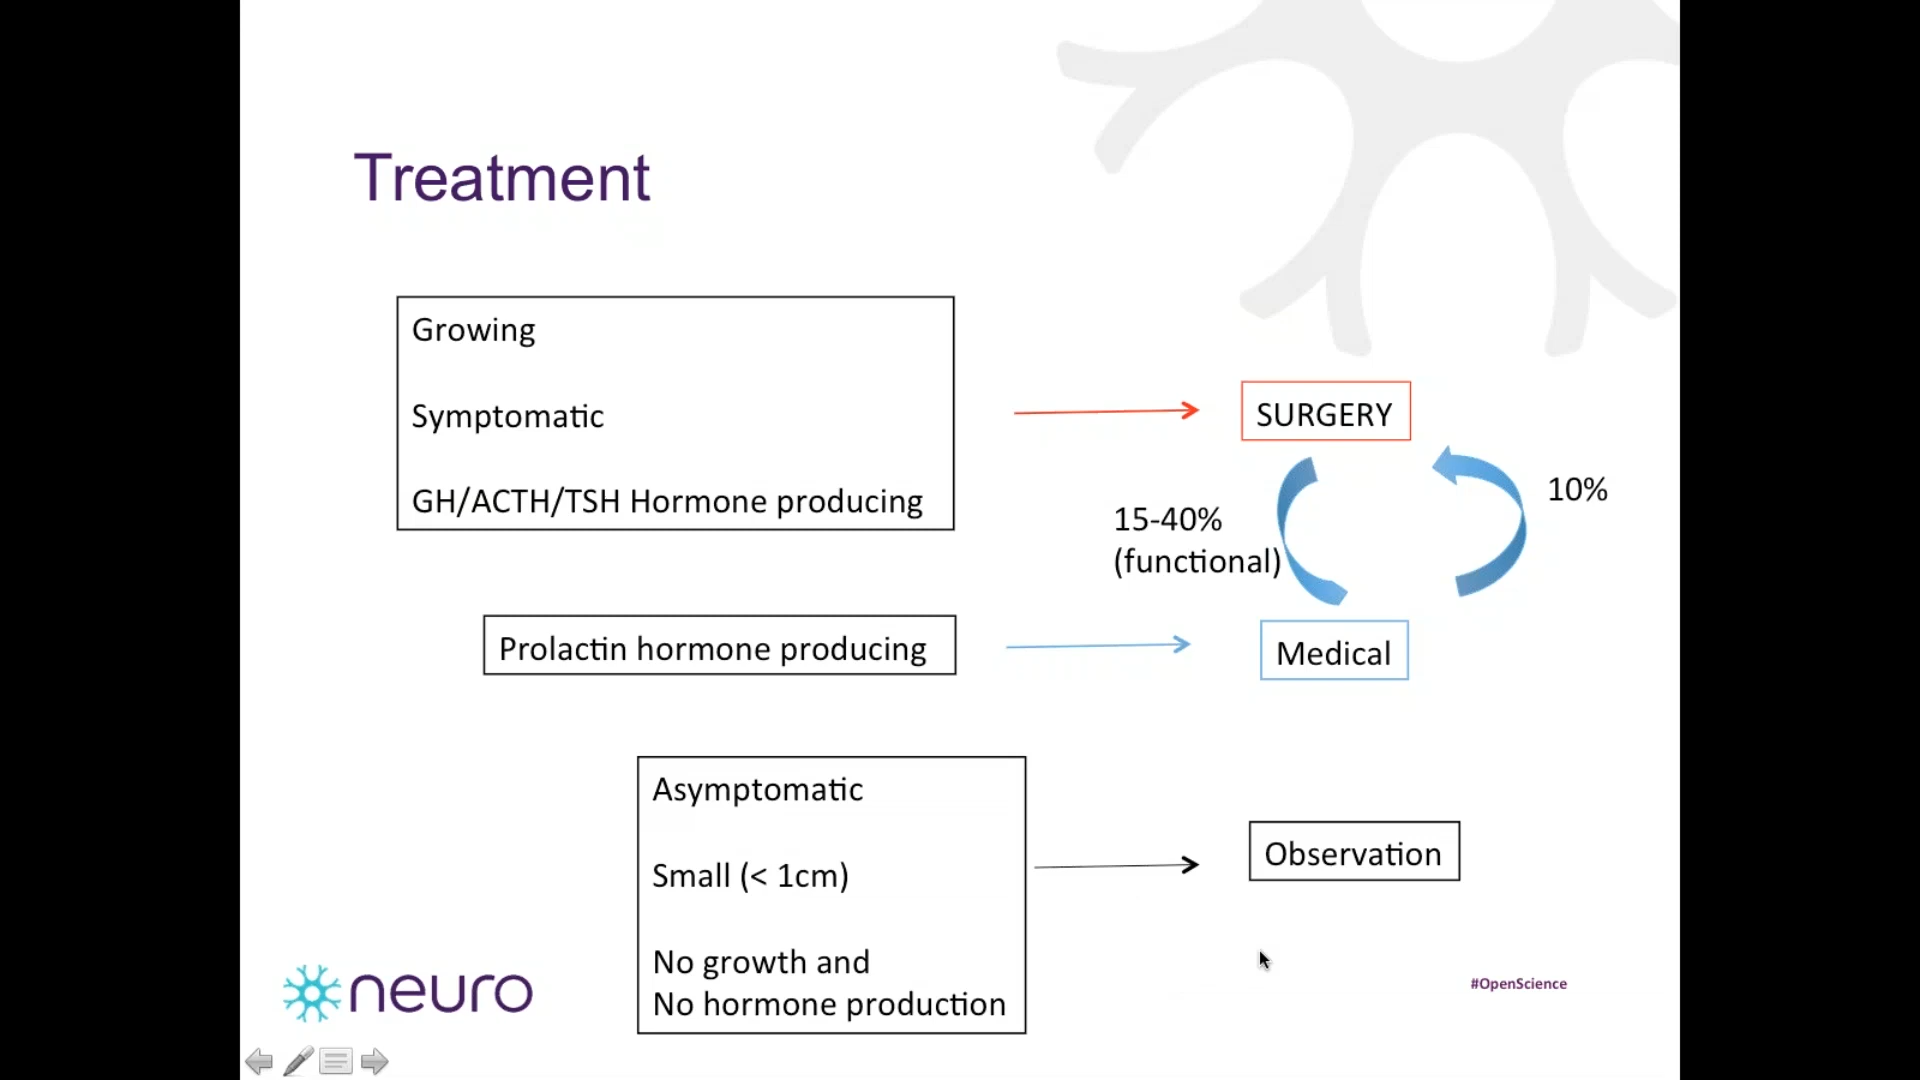 Treatment
Growing
Symptomatic
GH/ACTH/TSH Hormone producing
SURGERY
10%
15-40%
(functional)
Prolactin hormone producing
Medical
Asymptomatic
Small (< 1cm)
No growth and
No hormone production
Observation
neuro
#OpenScience